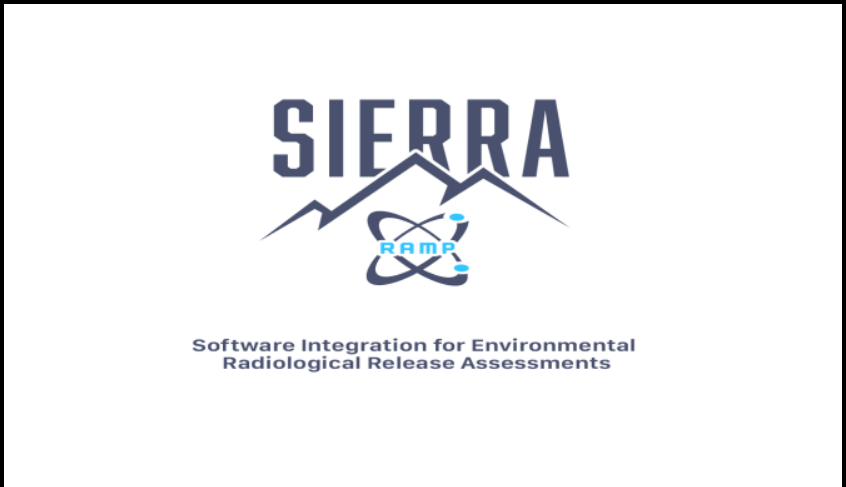 SIERRA
RAMP
Software Integration for Environmental
Radiological Release Assessments